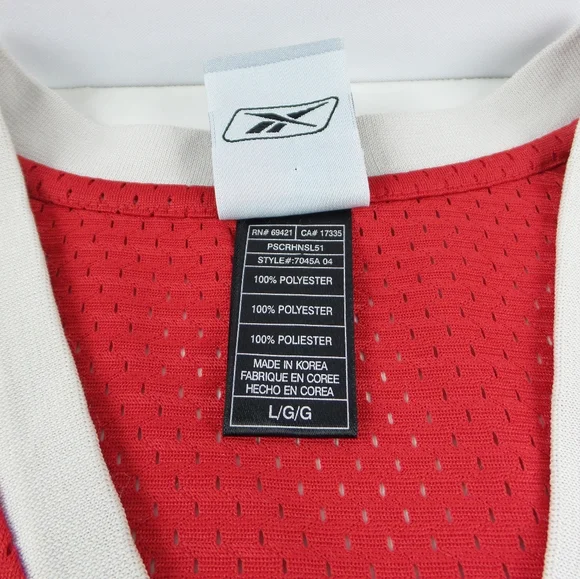 RN# 69421 CA# 17335
PSCRHNSL51
STYLE#:7045A 04
100% POLYESTER
100% POLYESTER
100% POLIESTER
MADE IN KOREA
FABRIQUE EN COREE
HECHO EN COREA
L/G/G